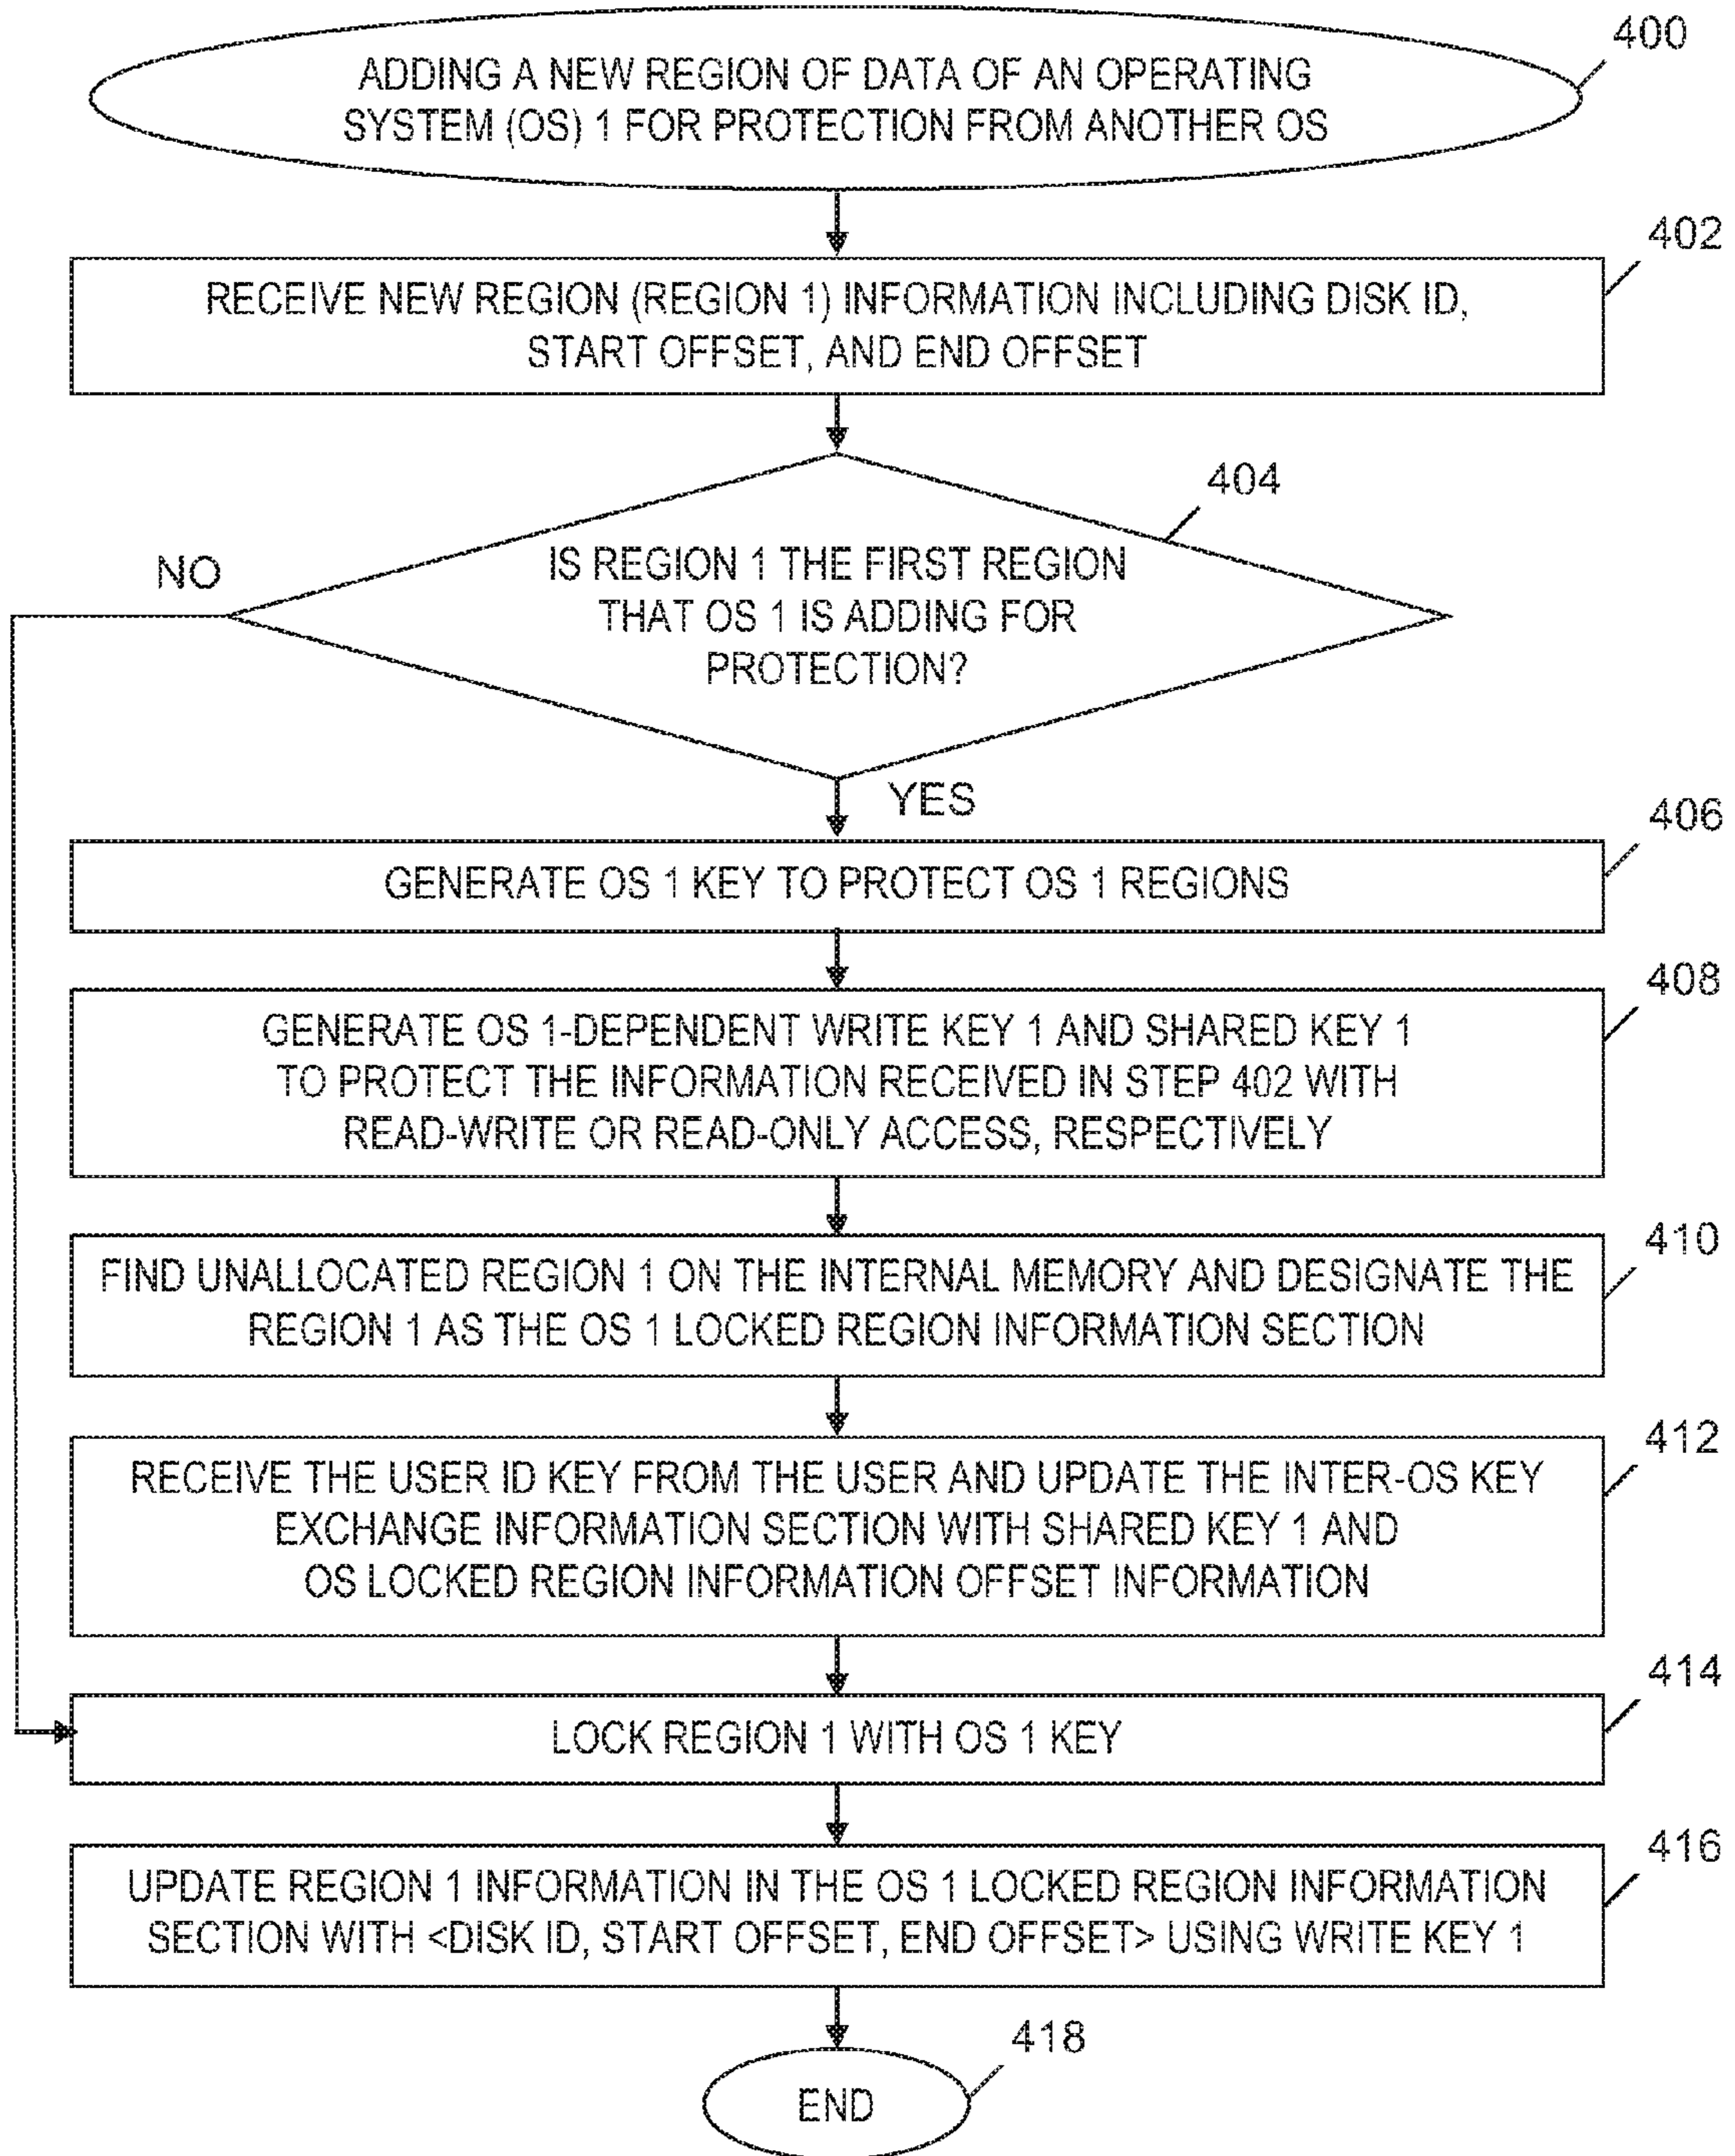 400
ADDING A NEW REGION OF DATA OF AN OPERATING
SYSTEM (OS) 1 FOR PROTECTION FROM ANOTHER OS
402
RECEIVE NEW REGION (REGION 1) INFORMATION INCLUDING DISK ID,
START OFFSET, AND END OFFSET
404
NO
IS REGION 1 THE FIRST REGION
THAT OS 1 IS ADDING FOR
PROTECTION?
YES
406
GENERATE OS 1 KEY TO PROTECT OS 1 REGIONS
408
GENERATE OS 1-DEPENDENT WRITE KEY 1 AND SHARED KEY 1
TO PROTECT THE INFORMATION RECEIVED IN STEP 402 WITH
READ-WRITE OR READ-ONLY ACCESS, RESPECTIVELY
410
FIND UNALLOCATED REGION 1 ON THE INTERNAL MEMORY AND DESIGNATE THE
REGION 1 AS THE OS 1 LOCKED REGION INFORMATION SECTION
412
RECEIVE THE USER ID KEY FROM THE USER AND UPDATE THE INTER-OS KEY
EXCHANGE INFORMATION SECTION WITH SHARED KEY 1 AND
OS LOCKED REGION INFORMATION OFFSET INFORMATION
414
LOCK REGION 1 WITH OS 1 KEY
416
UPDATE REGION 1 INFORMATION IN THE OS 1 LOCKED REGION INFORMATION
SECTION WITH <DISK ID, START OFFSET, END OFFSET> USING WRITE KEY 1
418
END